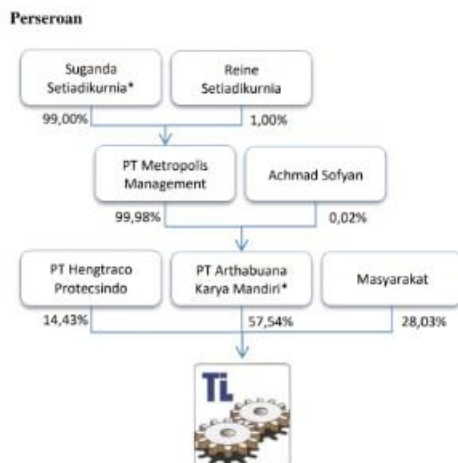 Perseroan
Suganda
Setiadikurnia*
Reine
Setiadikurnia
99,00%
1,00%
PT Metropolis
Management
Achmad Sofyan
99,98%
0,02%
PT Hengtraco
Protecsindo
PT Arthabuana
Karya Mandiri*
Masyarakat
14,43%
57,54%
28,03%
TL